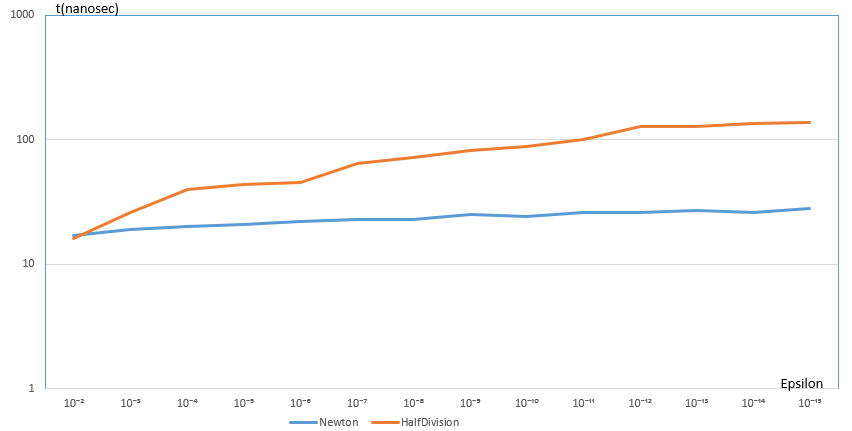 t(nanosec)
1000
100
10
1
Epsilon
10⁻² 10⁻³ 10⁻⁴ 10⁻⁵ 10⁻⁶ 10⁻⁷ 10⁻⁸ 10⁻⁹ 10⁻¹⁰ 10⁻¹¹ 10⁻¹² 10⁻¹³ 10⁻¹⁴ 10⁻¹⁵
Newton HalfDivision